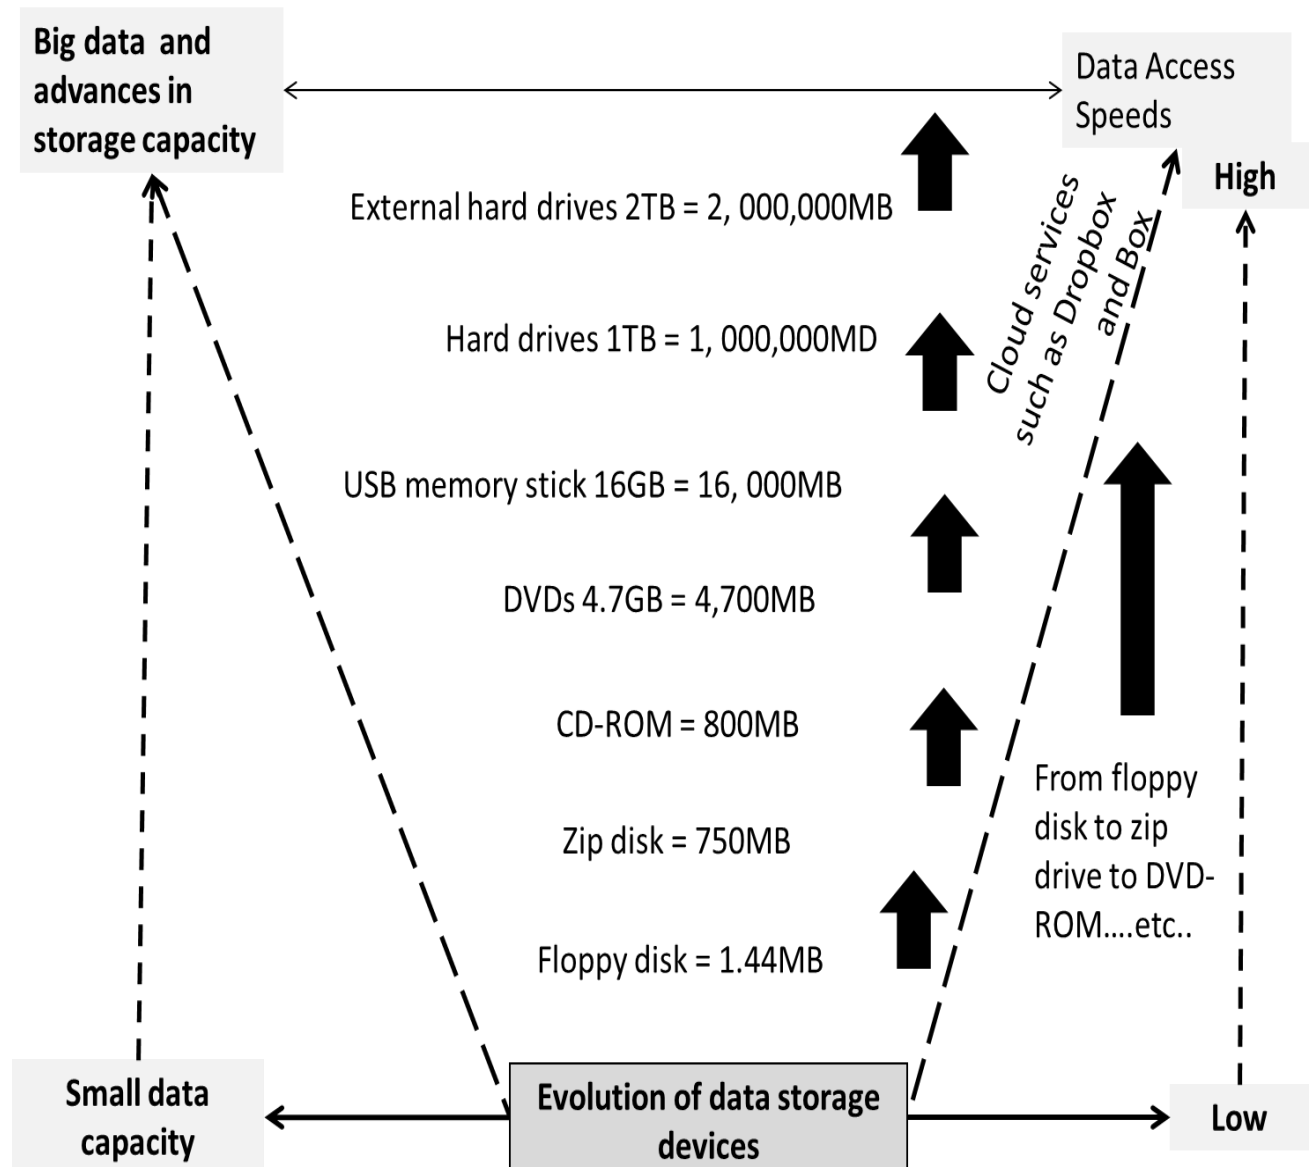 Big data and
advances in
storage capacity
Data Access
Speeds
High
External hard drives 2TB = 2, 000,000MB
Cloud services
such as Dropbox
and Box
Hard drives 1TB = 1, 000,000MD
USB memory stick 16GB = 16, 000MB
DVDs 4.7GB = 4,700MB
CD-ROM = 800MB
From floppy
disk to zip
drive to DVD-
ROM....etc..
Zip disk = 750MB
Floppy disk = 1.44MB
Small data
capacity
Evolution of data storage
devices
Low